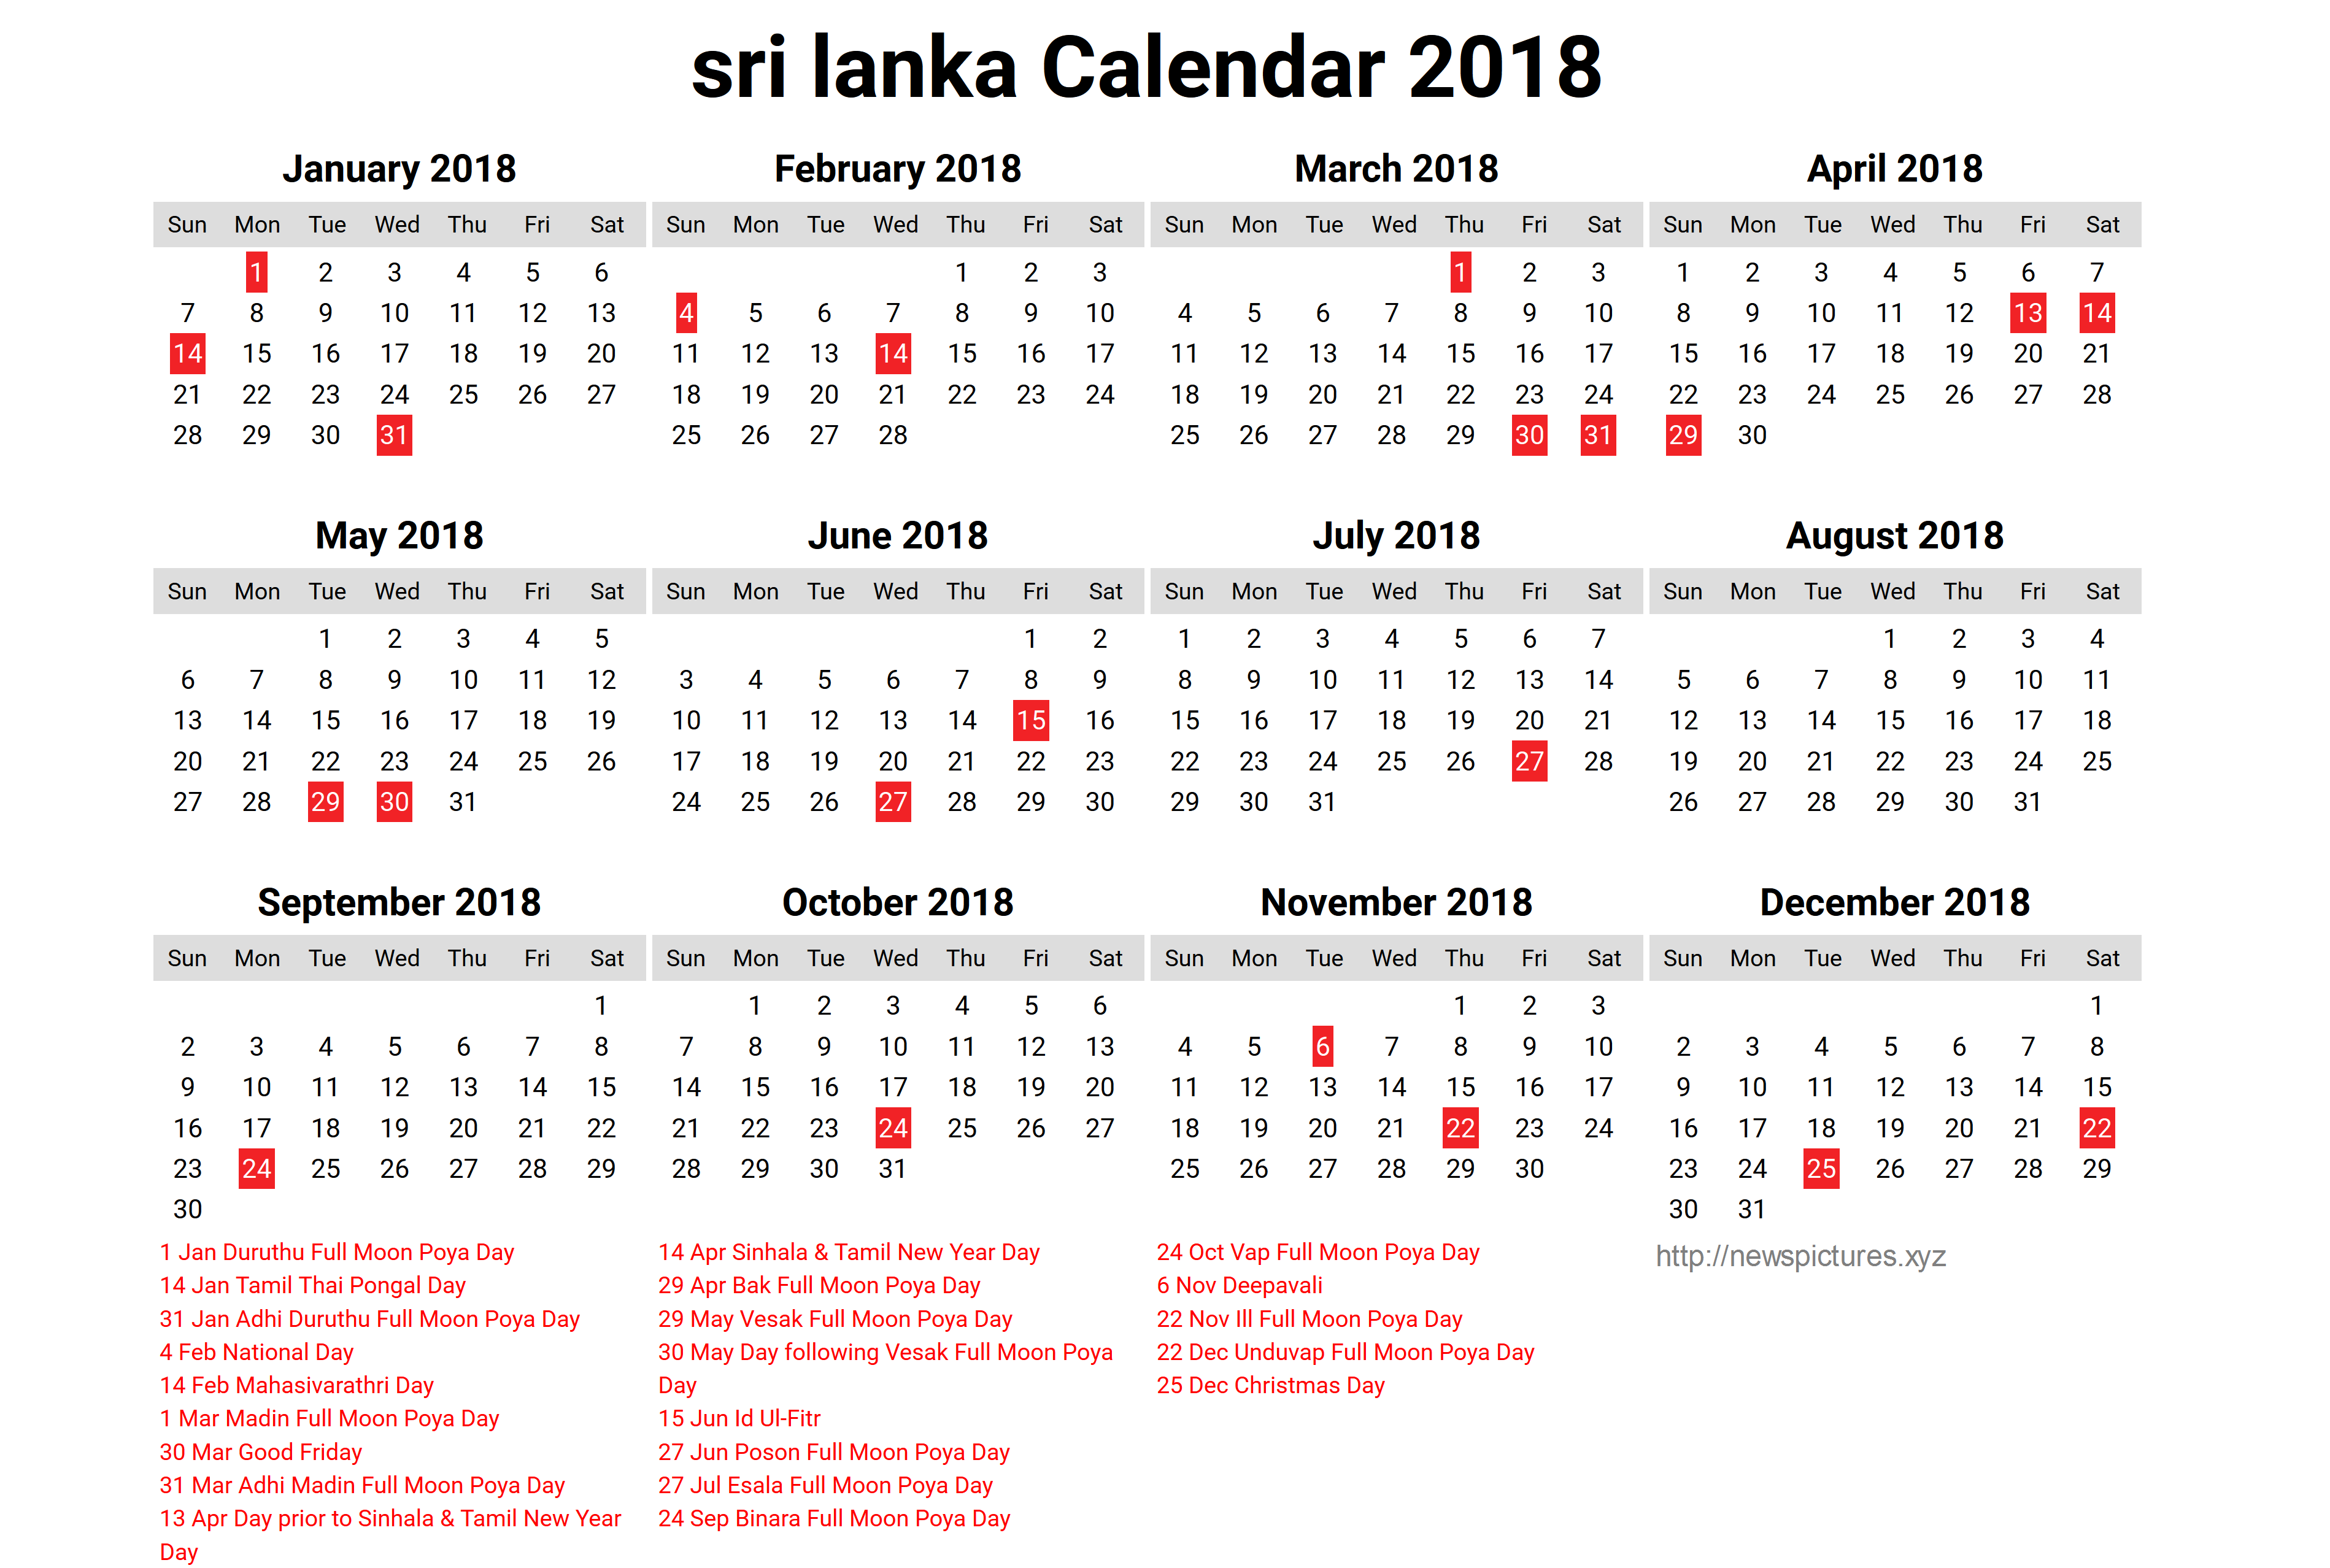 sri lanka Calendar 2018
January 2018
Sun Mon Tue Wed Thu Fri Sat
1 2 3 4 5 6
7 8 9 10 11 12 13
14 15 16 17 18 19 20
21 22 23 24 25 26 27
28 29 30 31
February 2018
Sun Mon Tue Wed Thu Fri Sat
1 2 3
4 5 6 7 8 9 10
11 12 13 14 15 16 17
18 19 20 21 22 23 24
25 26 27 28
March 2018
Sun Mon Tue Wed Thu Fri Sat
1 2 3
4 5 6 7 8 9 10
11 12 13 14 15 16 17
18 19 20 21 22 23 24
25 26 27 28 29 30 31
April 2018
Sun Mon Tue Wed Thu Fri Sat
1 2 3 4 5 6 7
8 9 10 11 12 13 14
15 16 17 18 19 20 21
22 23 24 25 26 27 28
29 30
May 2018
Sun Mon Tue Wed Thu Fri Sat
1 2 3 4 5
6 7 8 9 10 11 12
13 14 15 16 17 18 19
20 21 22 23 24 25 26
27 28 29 30 31
June 2018
Sun Mon Tue Wed Thu Fri Sat
1 2
3 4 5 6 7 8 9
10 11 12 13 14 15 16
17 18 19 20 21 22 23
24 25 26 27 28 29 30
July 2018
Sun Mon Tue Wed Thu Fri Sat
1 2 3 4 5 6 7
8 9 10 11 12 13 14
15 16 17 18 19 20 21
22 23 24 25 26 27 28
29 30 31
August 2018
Sun Mon Tue Wed Thu Fri Sat
1 2 3 4
5 6 7 8 9 10 11
12 13 14 15 16 17 18
19 20 21 22 23 24 25
26 27 28 29 30 31
September 2018
Sun Mon Tue Wed Thu Fri Sat
1
2 3 4 5 6 7 8
9 10 11 12 13 14 15
16 17 18 19 20 21 22
23 24 25 26 27 28 29
30
October 2018
Sun Mon Tue Wed Thu Fri Sat
1 2 3 4 5 6
7 8 9 10 11 12 13
14 15 16 17 18 19 20
21 22 23 24 25 26 27
28 29 30 31
November 2018
Sun Mon Tue Wed Thu Fri Sat
1 2 3
4 5 6 7 8 9 10
11 12 13 14 15 16 17
18 19 20 21 22 23 24
25 26 27 28 29 30
December 2018
Sun Mon Tue Wed Thu Fri Sat
1
2 3 4 5 6 7 8
9 10 11 12 13 14 15
16 17 18 19 20 21 22
23 24 25 26 27 28 29
30 31
1 Jan Duruthu Full Moon Poya Day
14 Jan Tamil Thai Pongal Day
31 Jan Adhi Duruthu Full Moon Poya Day
4 Feb National Day
14 Feb Mahasivarathri Day
1 Mar Madin Full Moon Poya Day
30 Mar Good Friday
31 Mar Adhi Madin Full Moon Poya Day
13 Apr Day prior to Sinhala & Tamil New Year
Day
14 Apr Sinhala & Tamil New Year Day
29 Apr Bak Full Moon Poya Day
29 May Vesak Full Moon Poya Day
30 May Day following Vesak Full Moon Poya
Day
15 Jun Id Ul-Fitr
27 Jun Poson Full Moon Poya Day
27 Jul Esala Full Moon Poya Day
24 Sep Binara Full Moon Poya Day
24 Oct Vap Full Moon Poya Day
6 Nov Deepavali
22 Nov Ill Full Moon Poya Day
22 Dec Unduvap Full Moon Poya Day
25 Dec Christmas Day
http://newspictures.xyz